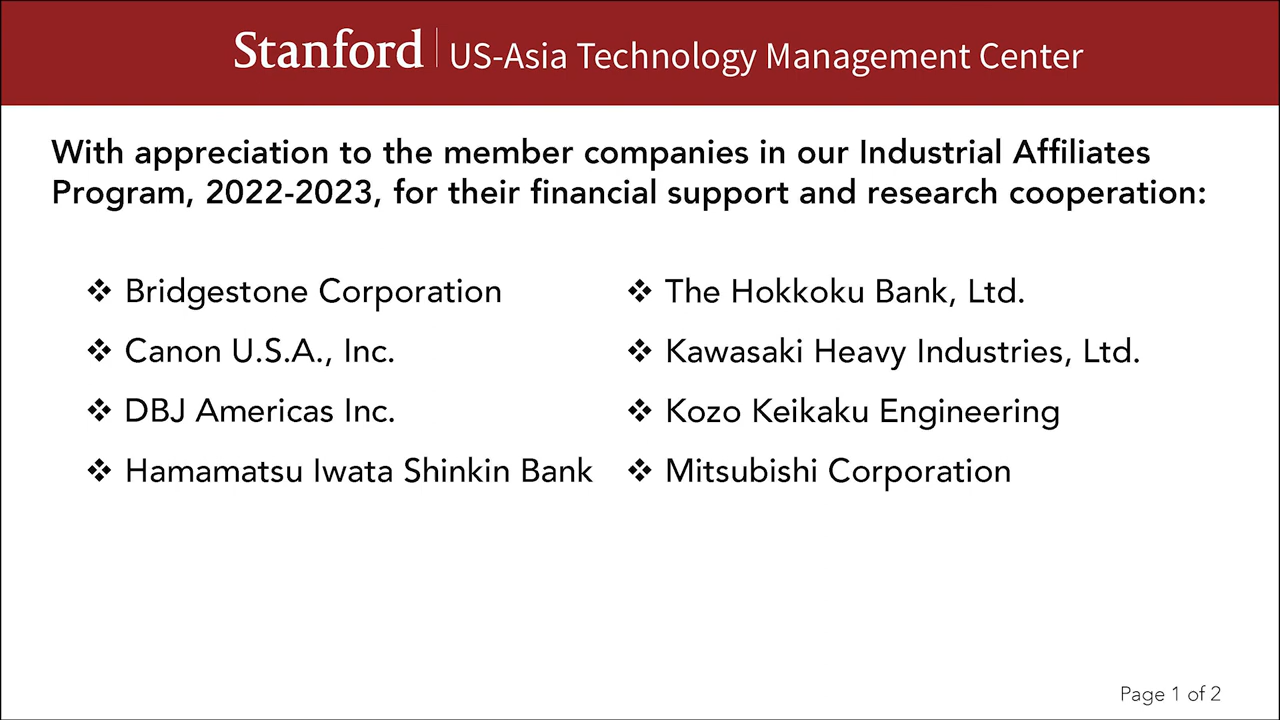 Stanford | US-Asia Technology Management Center
With appreciation to the member companies in our Industrial Affiliates
Program, 2022-2023, for their financial support and research cooperation:
❖ Bridgestone Corporation
❖ Canon U.S.A., Inc.
❖ DBJ Americas Inc.
❖ Hamamatsu Iwata Shinkin Bank
❖ The Hokkoku Bank, Ltd.
❖ Kawasaki Heavy Industries, Ltd.
❖ Kozo Keikaku Engineering
❖ Mitsubishi Corporation
Page 1 of 2